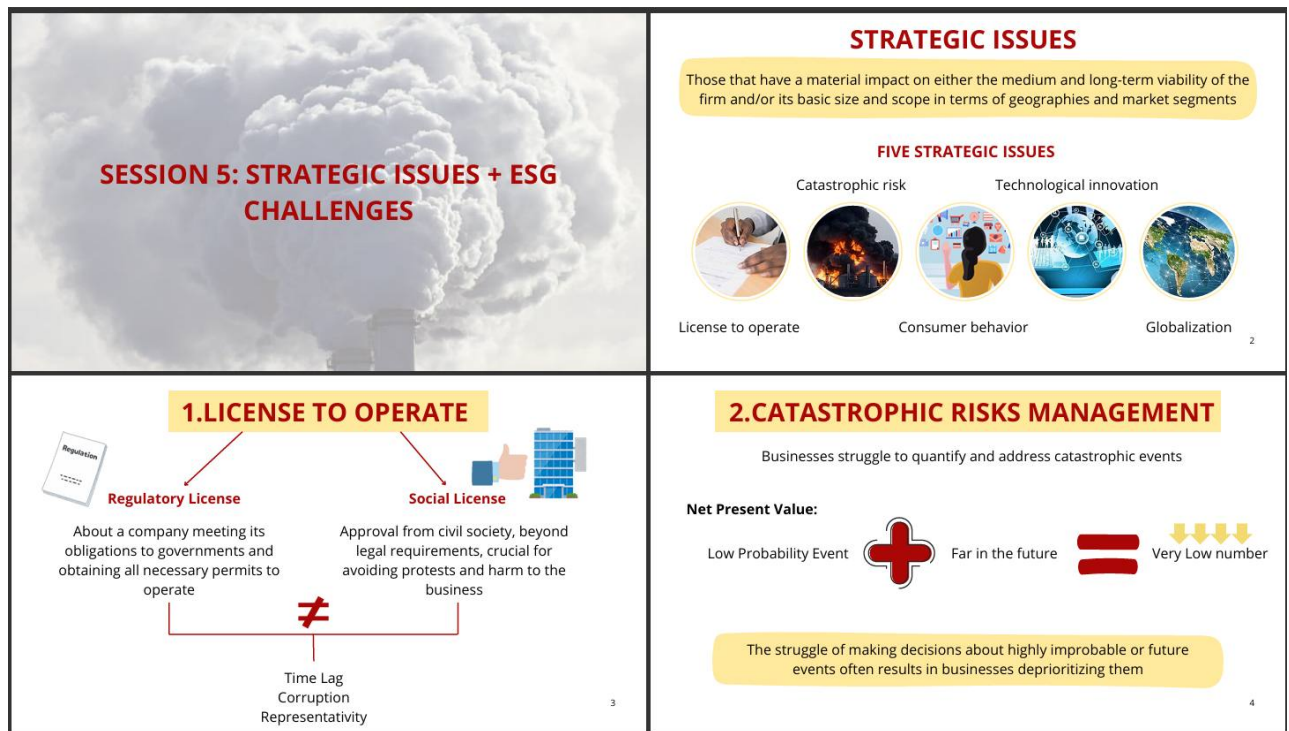 SESSION 5: STRATEGIC ISSUES + ESG
CHALLENGES
STRATEGIC ISSUES
Those that have a material impact on either the medium and long-term viability of the
firm and/or its basic size and scope in terms of geographies and market segments
FIVE STRATEGIC ISSUES
Catastrophic risk
Technological innovation
License to operate
Consumer behavior
Globalization
2
1.LICENSE TO OPERATE
Regulation
Regulatory License
About a company meeting its
obligations to governments and
obtaining all necessary permits to
operate
Social License
Approval from civil society, beyond
legal requirements, crucial for
avoiding protests and harm to the
business
≠
Time Lag
Corruption
Representativity
3
2.CATASTROPHIC RISKS MANAGEMENT
Businesses struggle to quantify and address catastrophic events
Net Present Value:
Low Probability Event
Far in the future
Very Low number
The struggle of making decisions about highly improbable or future
events often results in businesses deprioritizing them
4